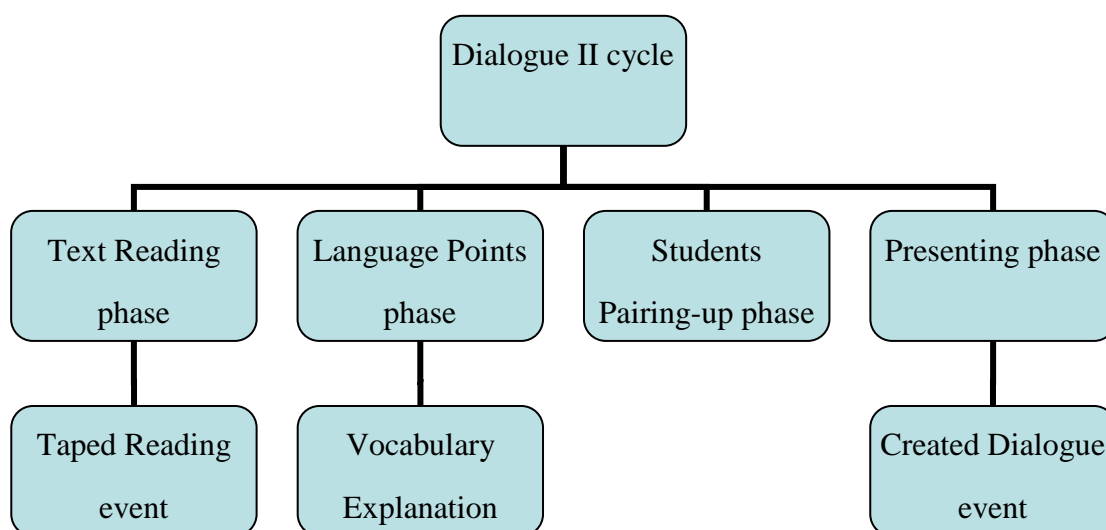 Dialogue II cycle
Text Reading
phase
Language Points
phase
Students
Pairing-up phase
Presenting phase
Taped Reading
event
Vocabulary
Explanation
Created Dialogue
event